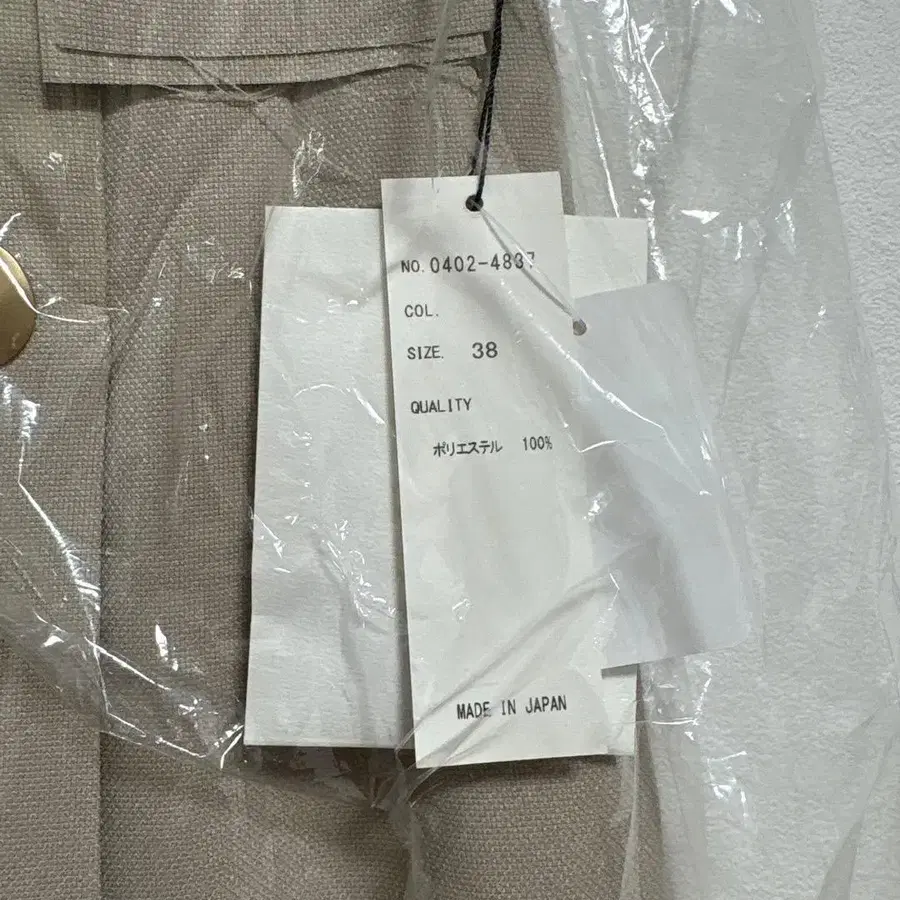 NO. 0402-4837
COL.
SIZE. 38
QUALITY
ポリエステル 100%
MADE IN JAPAN